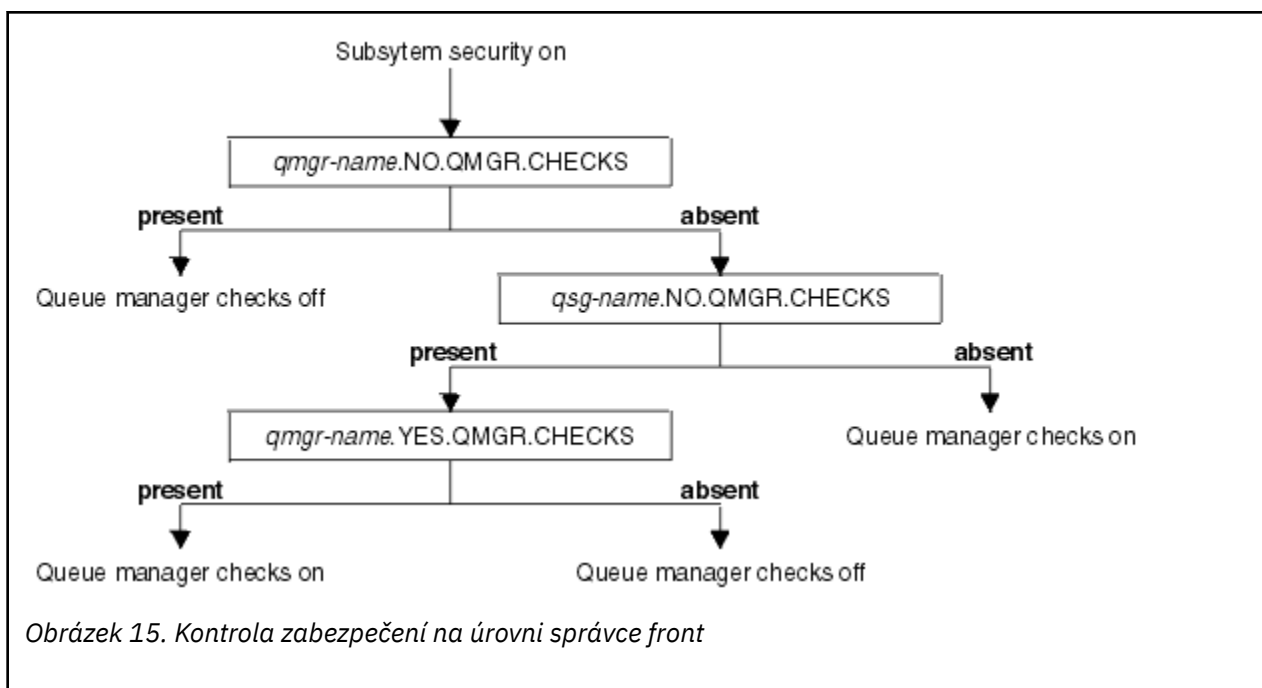 Subsytem security on
qmgr-name.NO.QMGR.CHECKS
present absent
Queue manager checks off
qsg-name.NO.QMGR.CHECKS
present absent
qmgr-name.YES.QMGR.CHECKS
Queue manager checks on
present absent
Queue manager checks on Queue manager checks off
Obrázek 15. Kontrola zabezpečení na úrovni správce front